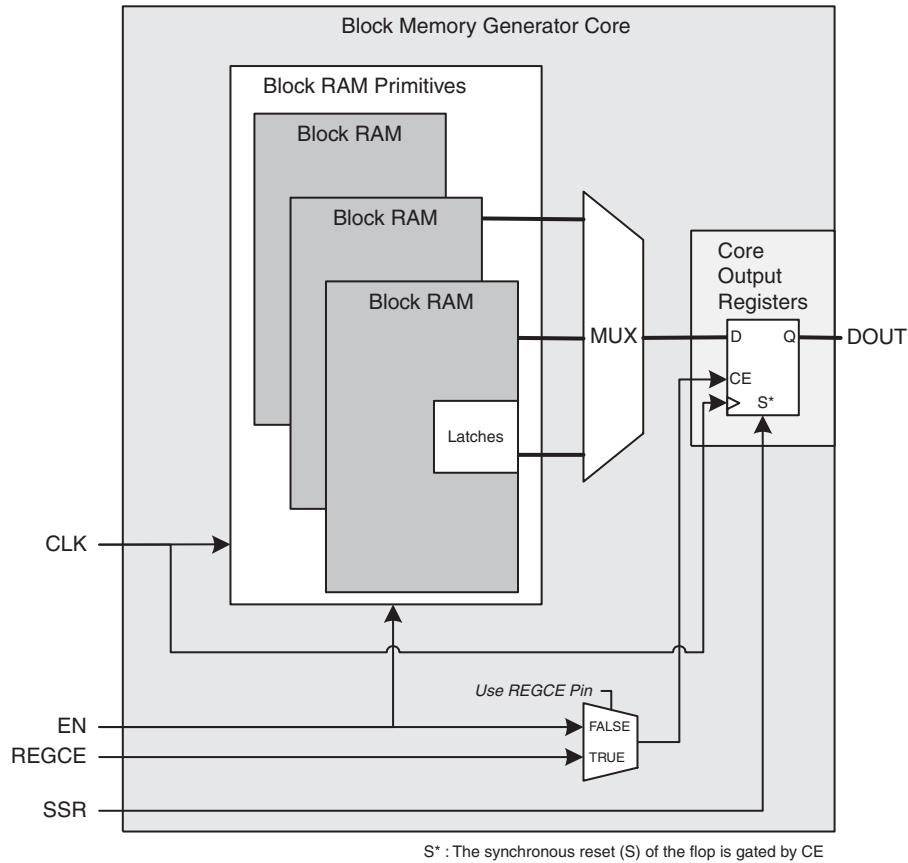 Block Memory Generator Core
Block RAM Primitives
Block RAM
Block RAM
Block RAM
Latches
MUX
Core
Output
Registers
D
Q
CE
S*
DOUT
CLK
Use REGCE Pin
EN
FALSE
REGCE
TRUE
SSR
S* : The synchronous reset (S) of the flop is gated by CE